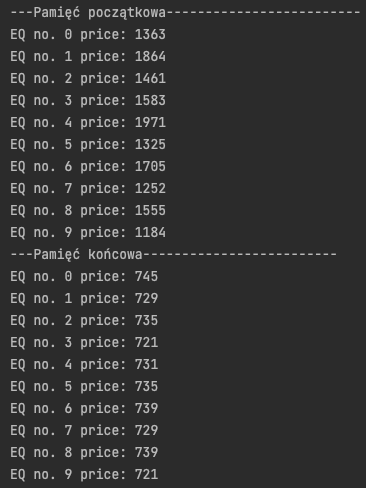 ---Pamięć początkowa-------------------------
EQ no. 0 price: 1363
EQ no. 1 price: 1864
EQ no. 2 price: 1461
EQ no. 3 price: 1583
EQ no. 4 price: 1971
EQ no. 5 price: 1325
EQ no. 6 price: 1705
EQ no. 7 price: 1252
EQ no. 8 price: 1555
EQ no. 9 price: 1184
---Pamięć końcowa-------------------------
EQ no. 0 price: 745
EQ no. 1 price: 729
EQ no. 2 price: 735
EQ no. 3 price: 721
EQ no. 4 price: 731
EQ no. 5 price: 735
EQ no. 6 price: 739
EQ no. 7 price: 729
EQ no. 8 price: 739
EQ no. 9 price: 721